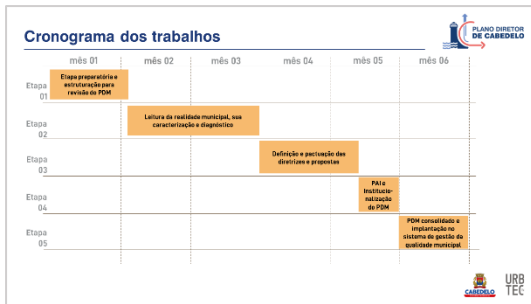 Cronograma dos trabalhos
PLANO DIRETOR
DE CABEDELO
mês 01 mês 02 mês 03 mês 04 mês 05 mês 06
Etapa
01
Etapa preparatória e
estruturação para
revisão do PDM
Etapa
02
Leitura da realidade municipal, sua
caracterização e diagnóstico
Etapa
03
Definição e pactuação das
diretrizes e propostas
Etapa
04
PAI e
Institucio-
nalização
do PDM
Etapa
05
PDM consolidado e
implantação no
sistema de gestão da
qualidade municipal
CABEDELO
URB
TEC